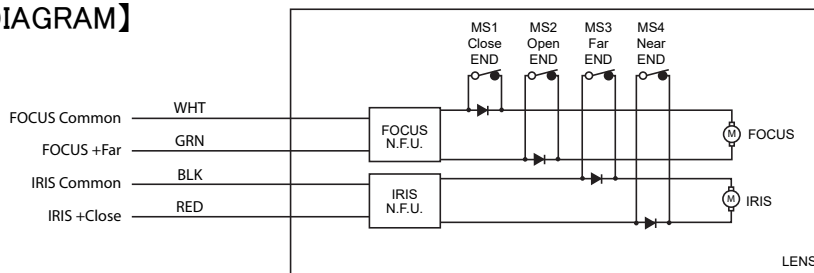 DIAGRAM】
MS1
Close
END
MS2
Open
END
MS3
Far
END
MS4
Near
END
FOCUS Common
WHT
FOCUS +Far
GRN
FOCUS
N.F.U.
M
FOCUS
IRIS Common
BLK
IRIS +Close
RED
IRIS
N.F.U.
M
IRIS
LENS